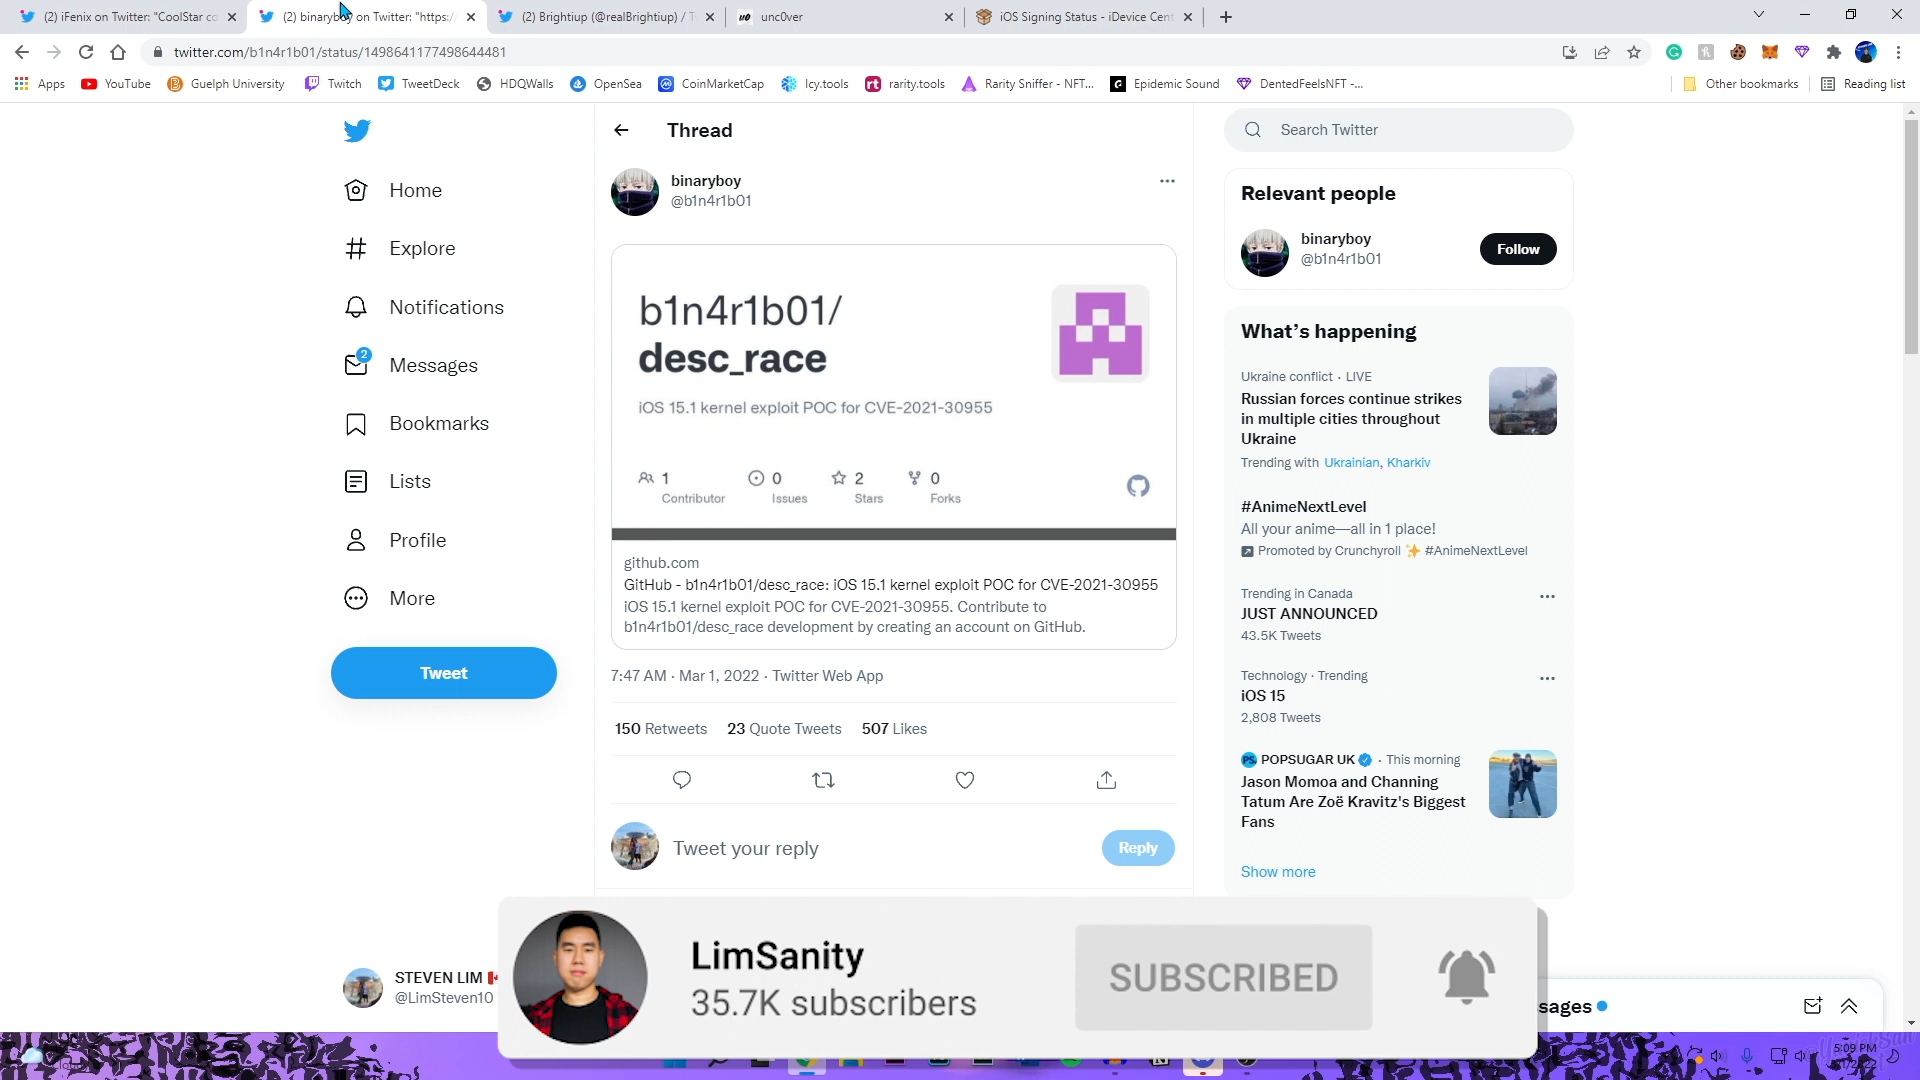 (2) iFenix on Twitter: "CoolStar co
(2) binaryboy on Twitter: "https:/
(2) Brightiup (@realBrightiup) / T
unc0ver
iOS Signing Status - iDevice Cent
twitter.com/b1n4r1b01/status/1498641177498644481
Apps
YouTube
Guelph University
Twitch
TweetDeck
HDQWalls
OpenSea
CoinMarketCap
Icy.tools
rarity.tools
Rarity Sniffer - NFT...
Epidemic Sound
DentedFeelsNFT -...
Other bookmarks
Reading list
Home
Explore
Notifications
2
Messages
Bookmarks
Lists
Profile
More
Tweet
STEVEN LIM
@LimSteven10
Thread
binaryboy
@b1n4r1b01
b1n4r1b01/
desc_race
iOS 15.1 kernel exploit POC for CVE-2021-30955
1
Contributor
0
Issues
2
Stars
0
Forks
github.com
GitHub - b1n4r1b01/desc_race: iOS 15.1 kernel exploit POC for CVE-2021-30955
iOS 15.1 kernel exploit POC for CVE-2021-30955. Contribute to
b1n4r1b01/desc_race development by creating an account on GitHub.
7:47 AM · Mar 1, 2022 · Twitter Web App
150 Retweets 23 Quote Tweets 507 Likes
Tweet your reply
Reply
Search Twitter
Relevant people
binaryboy
@b1n4r1b01
Follow
What's happening
Ukraine conflict · LIVE
Russian forces continue strikes
in multiple cities throughout
Ukraine
Trending with Ukrainian, Kharkiv
#AnimeNextLevel
All your anime—all in 1 place!
Promoted by Crunchyroll ✨ #AnimeNextLevel
Trending in Canada
JUST ANNOUNCED
43.5K Tweets
Technology · Trending
iOS 15
2,808 Tweets
POPSUGAR UK · This morning
Jason Momoa and Channing
Tatum Are Zoë Kravitz's Biggest
Fans
Show more
LimSanity
35.7K subscribers
SUBSCRIBED
sages
5:09 PM